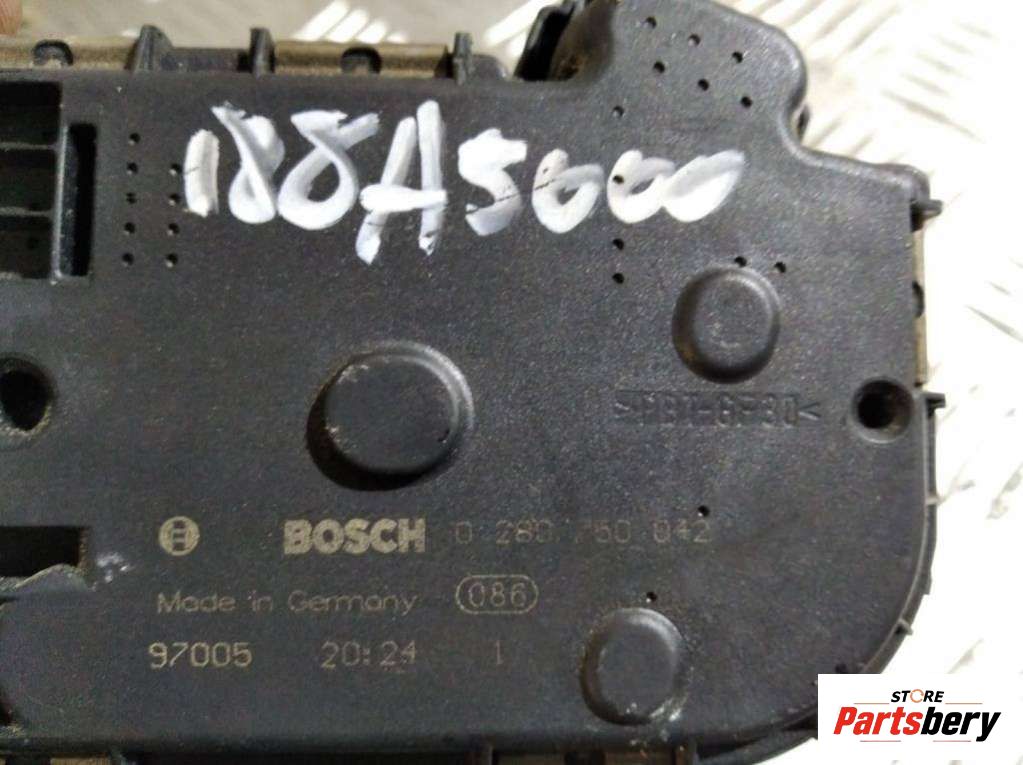 188A5000
>PBT-GF30<
BOSCH 0 280 750 042
Made in Germany 086
97005 20:24 1
STORE
Partsbery